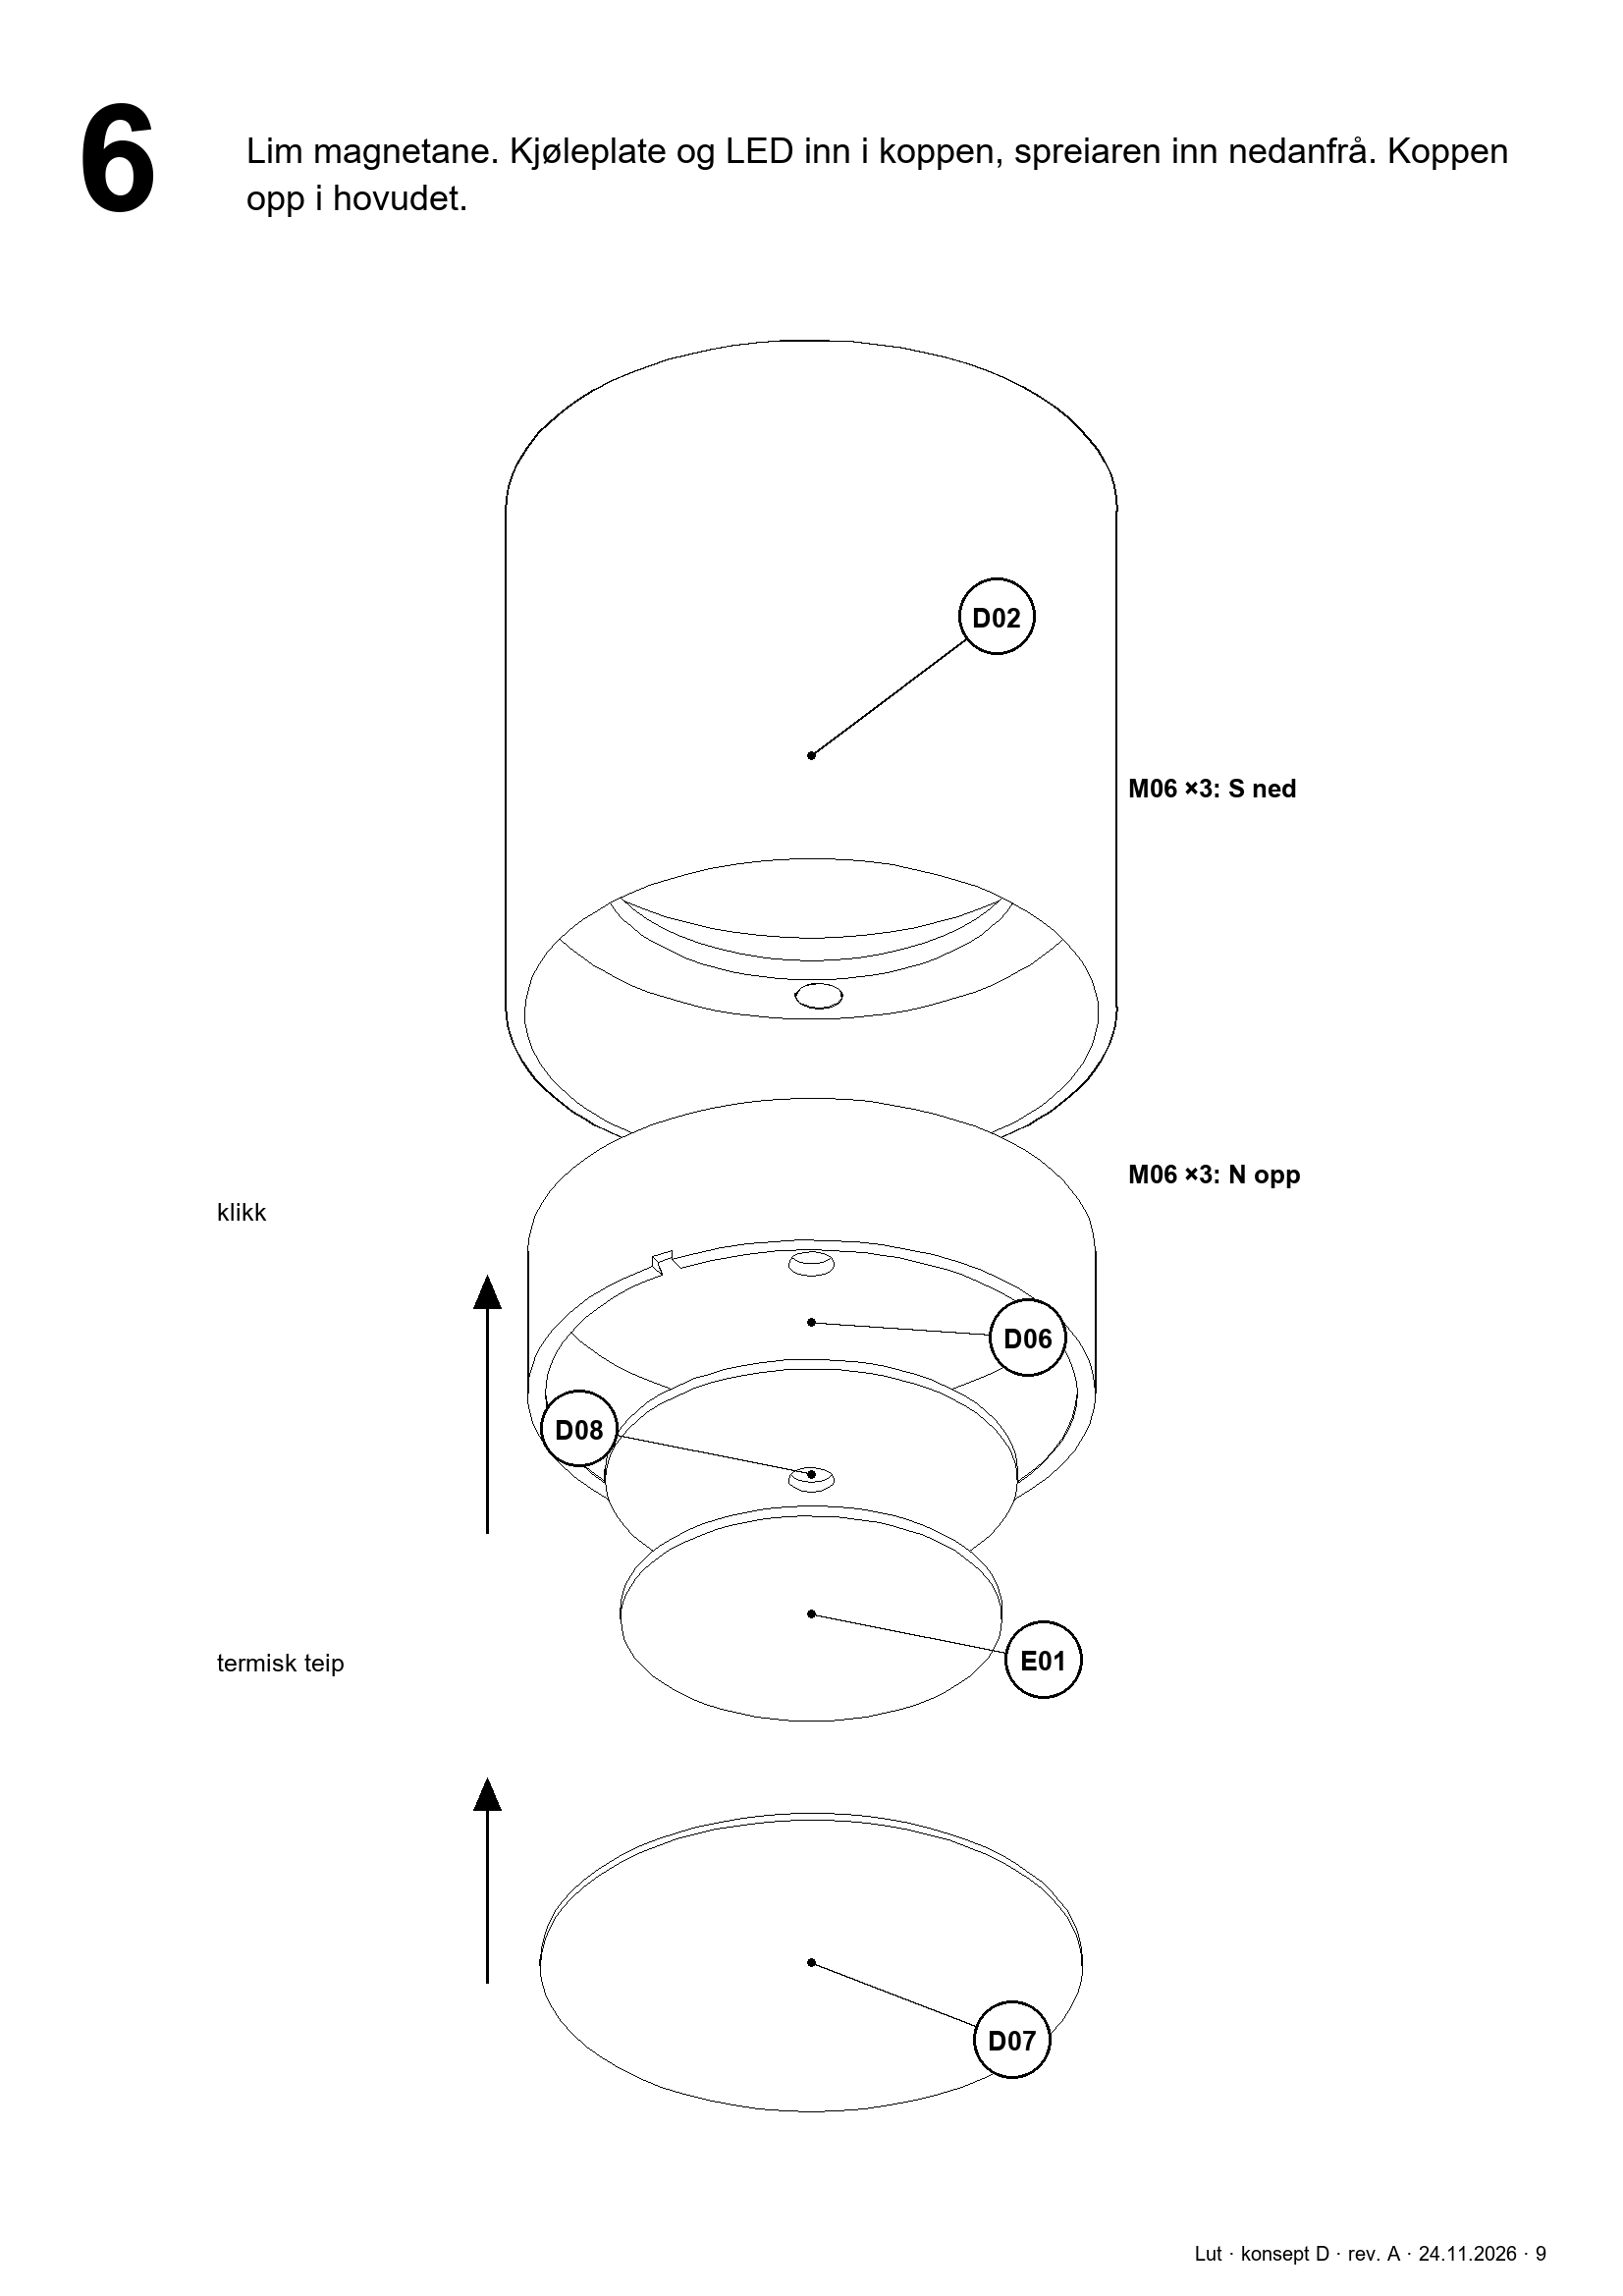 6
Lim magnetane. Kjøleplate og LED inn i koppen, spreiaren inn nedanfrå. Koppen
opp i hovudet.
D02
M06 ×3: S ned
M06 ×3: N opp
klikk
D06
D08
E01
termisk teip
D07
Lut · konsept D · rev. A · 24.11.2026 · 9